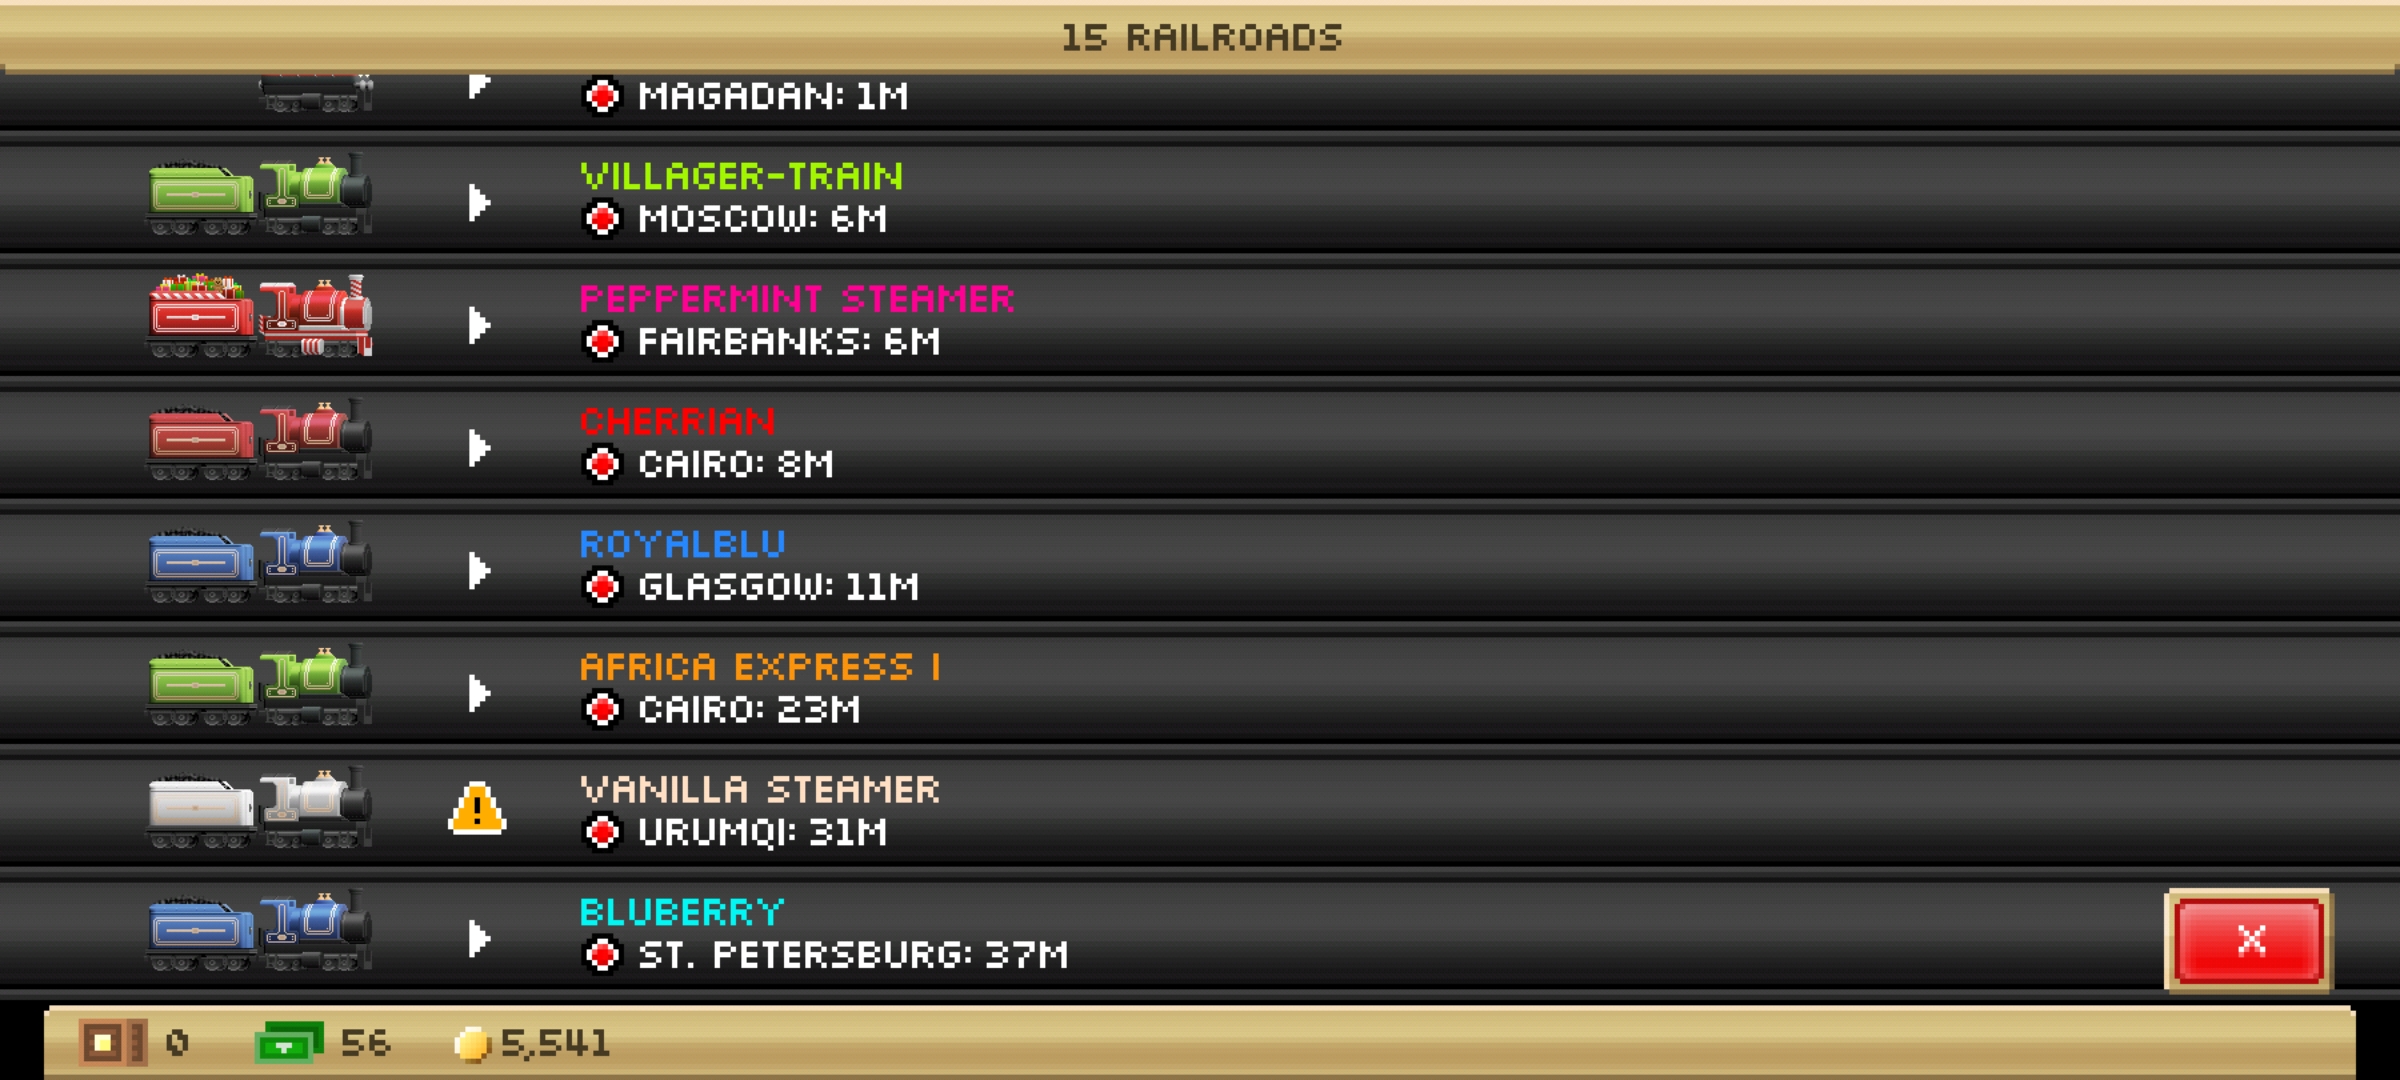 15 RAILROADS
MAGADAN: 1M
VILLAGER-TRAIN
MOSCOW: 6M
PEPPERMINT STEAMER
FAIRBANKS: 6M
CHERRIAN
CAIRO: 8M
ROYALBLU
GLASGOW: 11M
AFRICA EXPRESS I
CAIRO: 23M
VANILLA STEAMER
URUMQI: 31M
BLUBERRY
ST. PETERSBURG: 37M
0 56 5,541